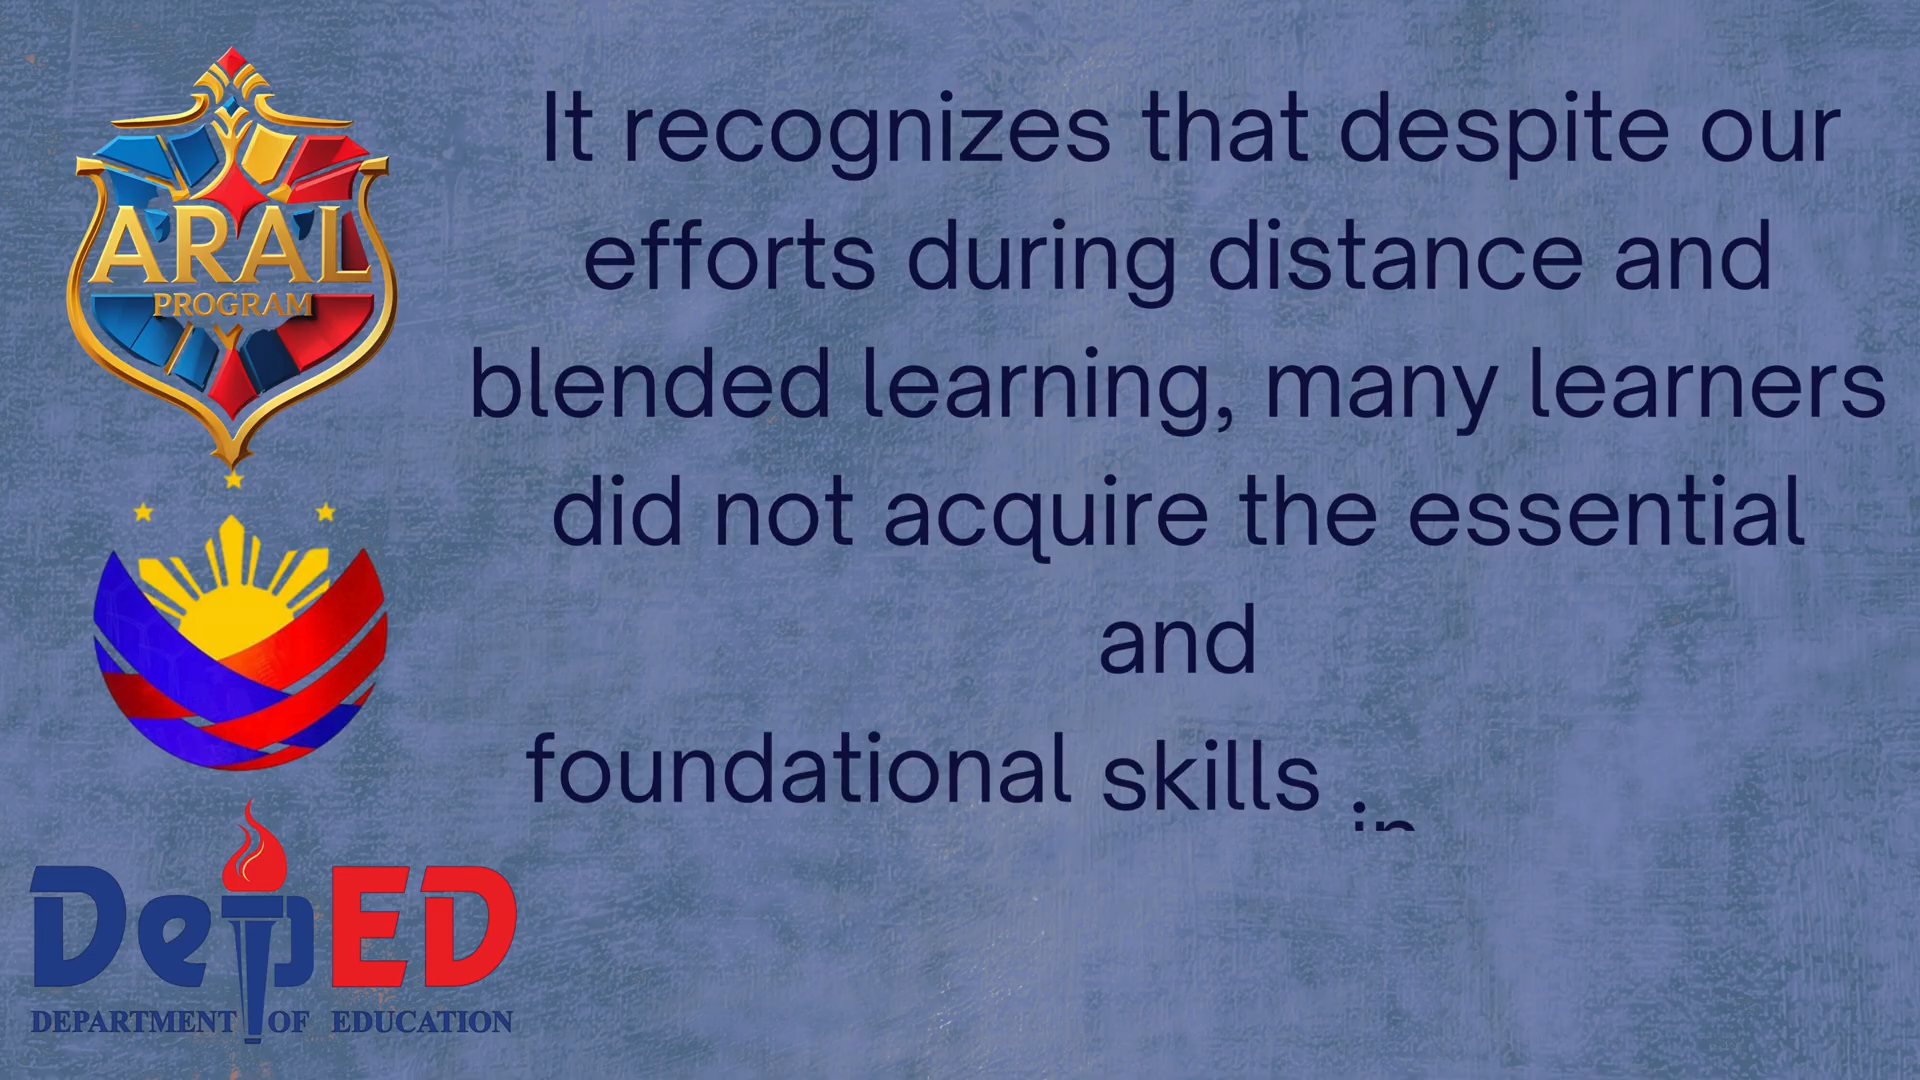 It recognizes that despite our
efforts during distance and
blended learning, many learners
did not acquire the essential
and
foundational skills in
ARAL
PROGRAM
DepED
DEPARTMENT OF EDUCATION